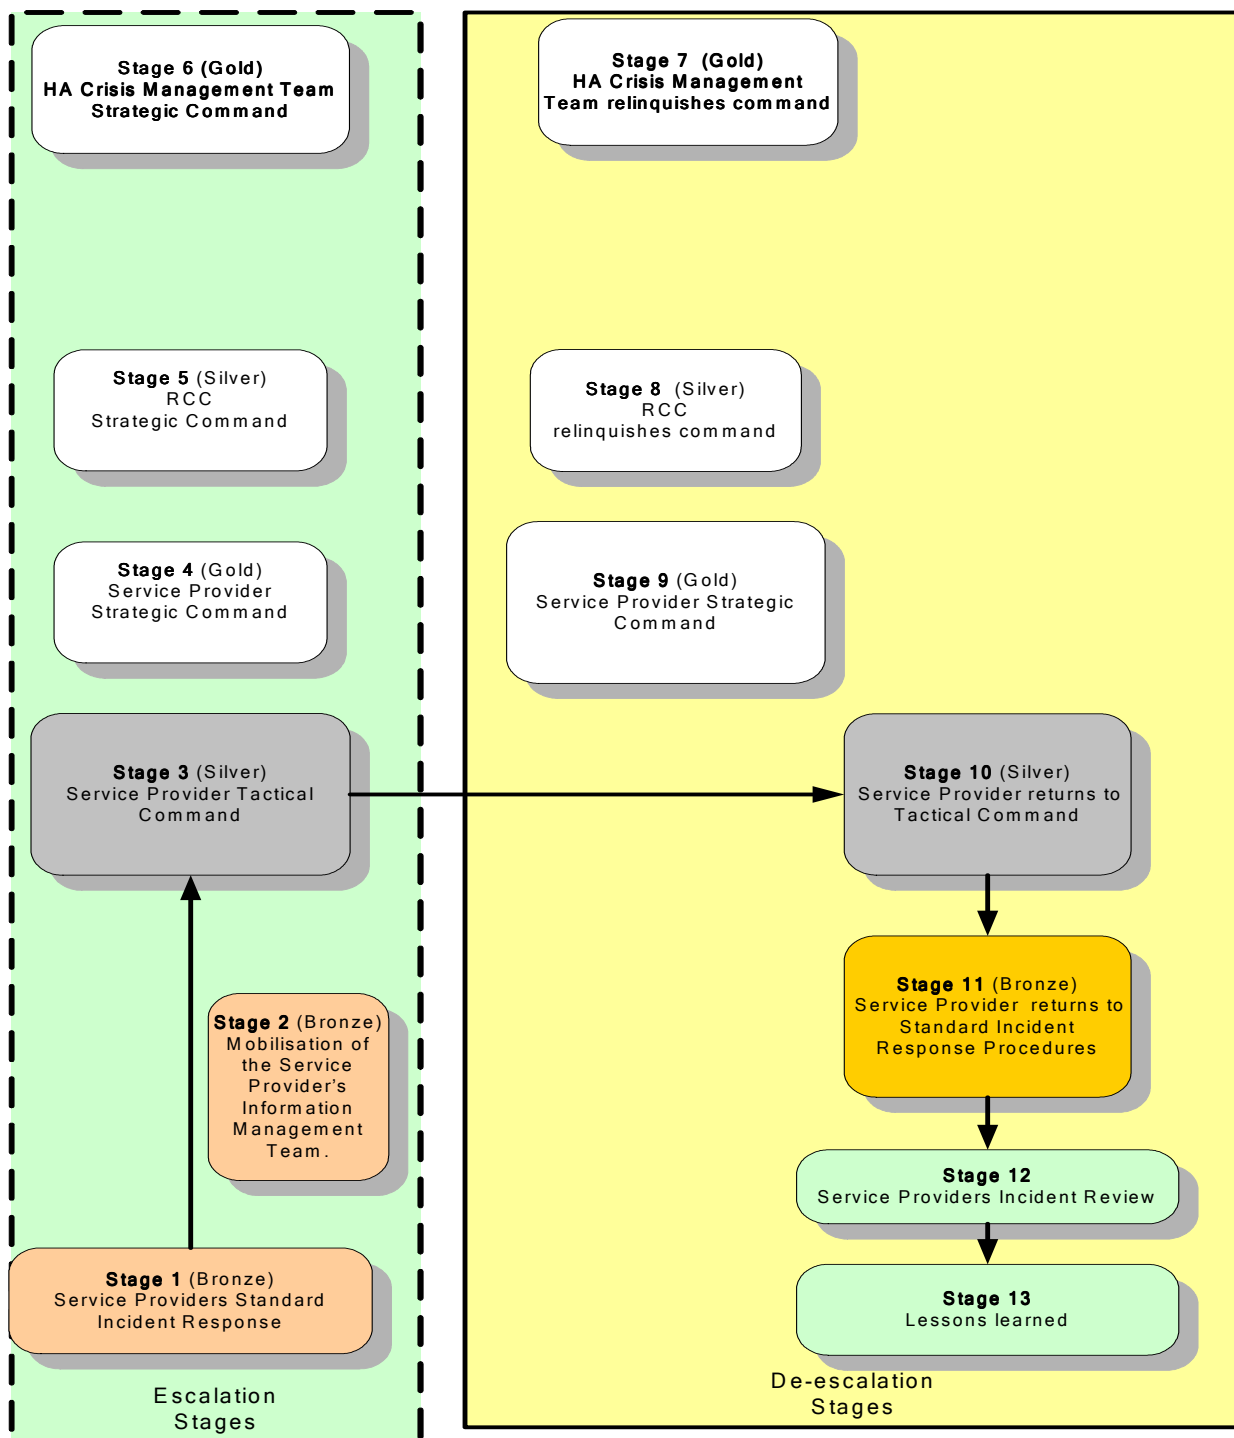 Stage 6 (Gold)
HA Crisis Management Team
Strategic Command
Stage 5 (Silver)
RCC
Strategic Command
Stage 4 (Gold)
Service Provider
Strategic Command
Stage 3 (Silver)
Service Provider Tactical
Command
Stage 2 (Bronze)
Mobilisation of
the Service
Provider's
Information
Management
Team.
Stage 1 (Bronze)
Service Providers Standard
Incident Response
Escalation
Stages
Stage 7 (Gold)
HA Crisis Management
Team relinquishes command
Stage 8 (Silver)
RCC
relinquishes command
Stage 9 (Gold)
Service Provider Strategic
Command
Stage 10 (Silver)
Service Provider returns to
Tactical Command
Stage 11 (Bronze)
Service Provider returns to
Standard Incident
Response Procedures
Stage 12
Service Providers Incident Review
Stage 13
Lessons learned
De-escalation
Stages